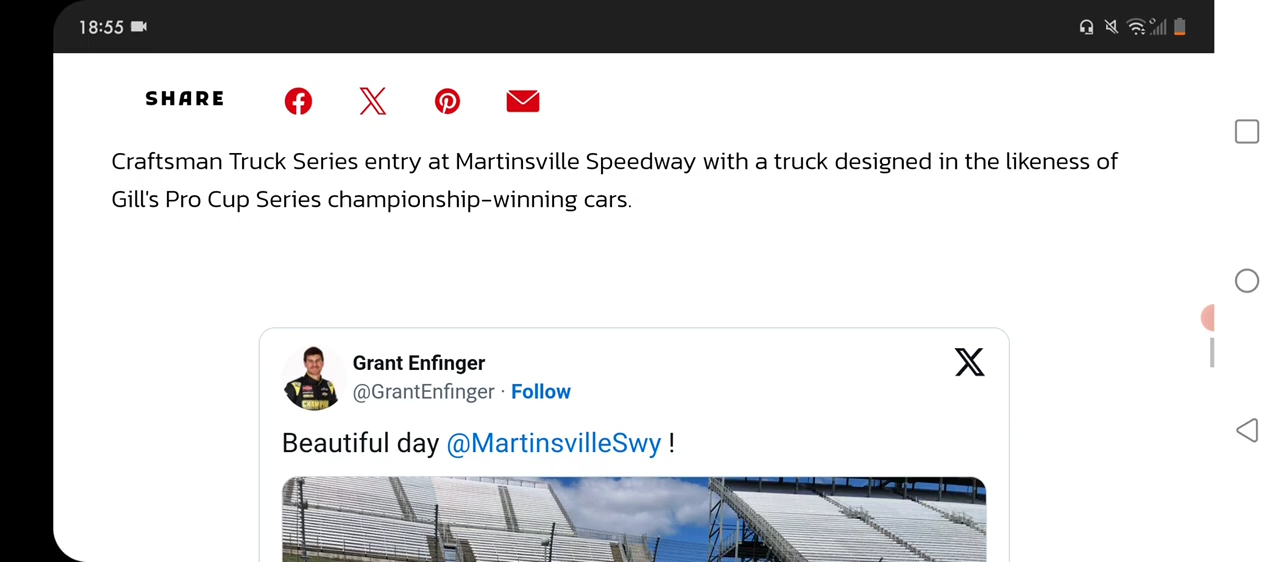 18:55
SHARE
Craftsman Truck Series entry at Martinsville Speedway with a truck designed in the likeness of
Gill's Pro Cup Series championship-winning cars.
Grant Enfinger
@GrantEnfinger · Follow
Beautiful day @MartinsvilleSwy !